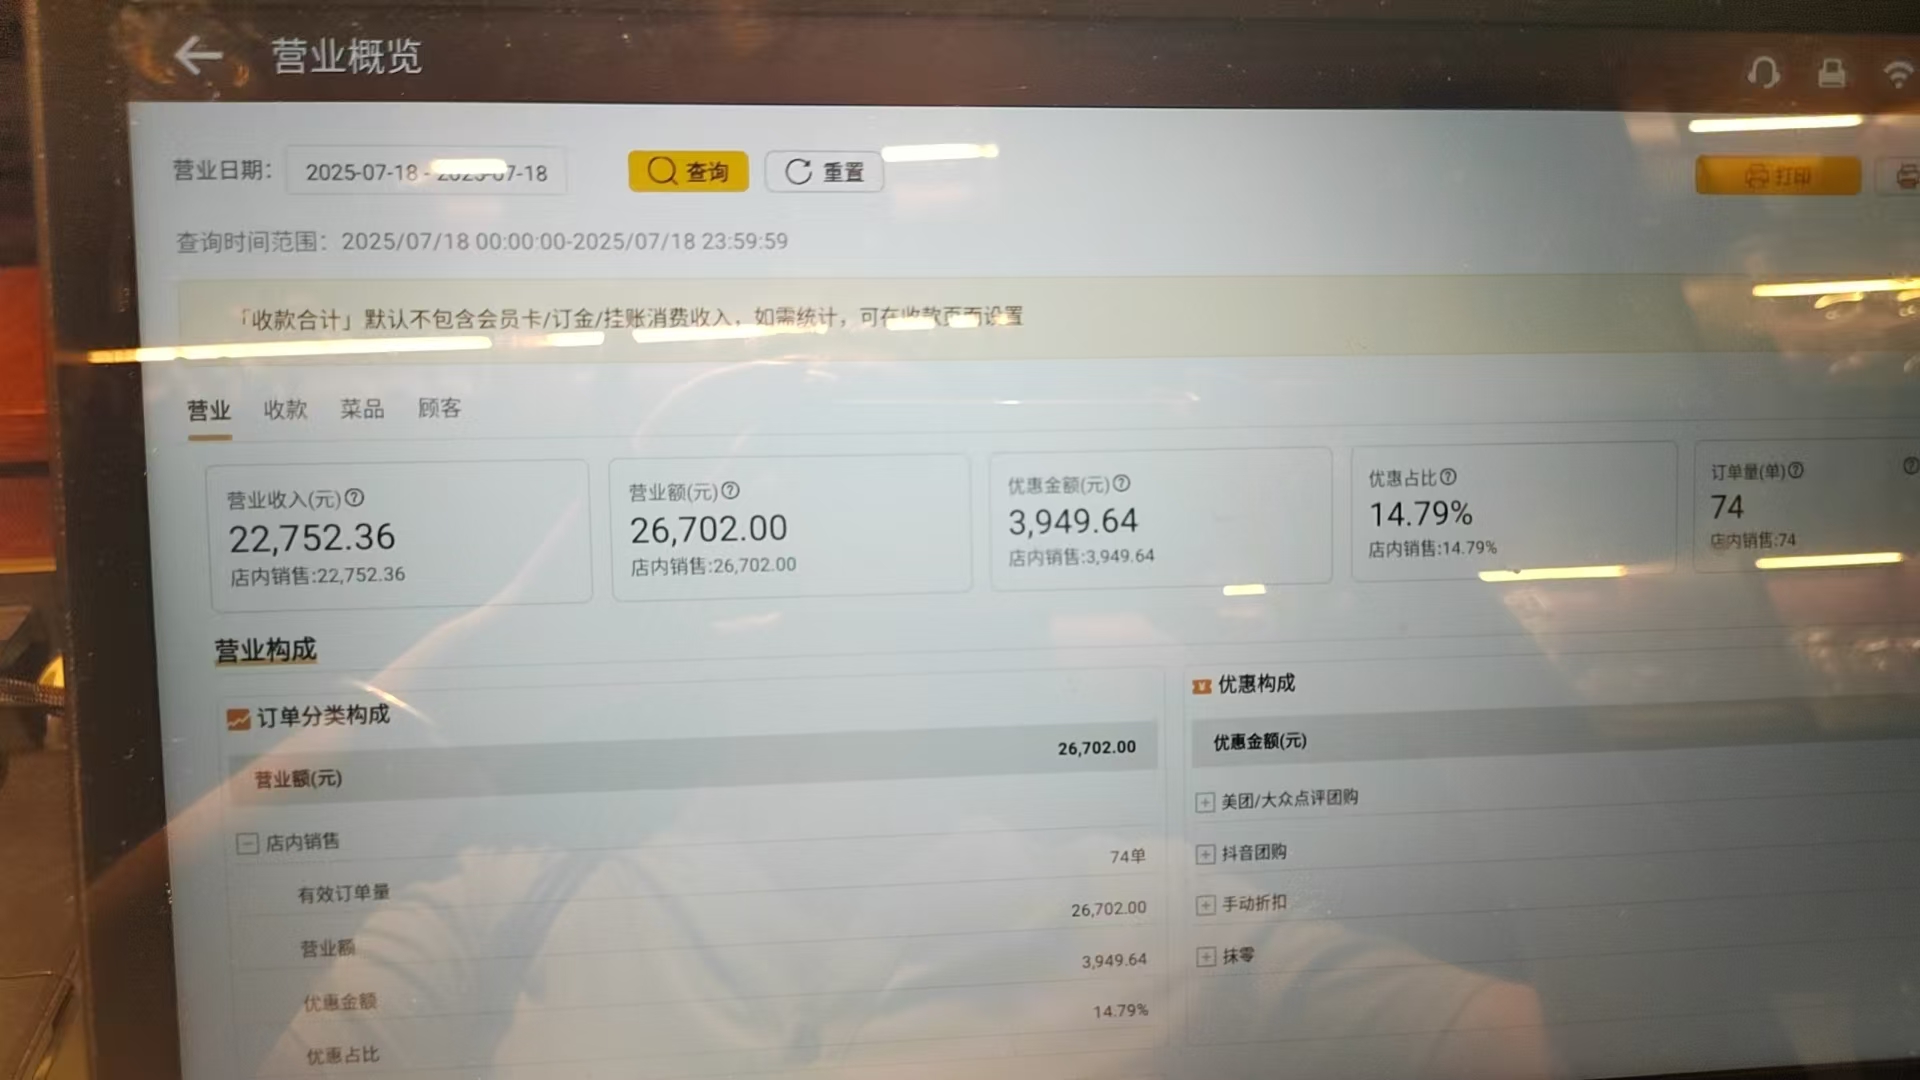 营业概览
营业日期： 2025-07-18 - 2025-07-18 查询 重置 打印
查询时间范围： 2025/07/18 00:00:00-2025/07/18 23:59:59
「收款合计」默认不包含会员卡/订金/挂账消费收入，如需统计，可在收款页面设置
营业 收款 菜品 顾客
营业收入(元)
22,752.36
店内销售:22,752.36
营业额(元)
26,702.00
店内销售:26,702.00
优惠金额(元)
3,949.64
店内销售:3,949.64
优惠占比
14.79%
店内销售:14.79%
订单量(单)
74
店内销售:74
营业构成
订单分类构成
营业额(元) 26,702.00
店内销售
有效订单量 74单
营业额 26,702.00
优惠金额 3,949.64
优惠占比 14.79%
优惠构成
优惠金额(元)
美团/大众点评团购
抖音团购
手动折扣
抹零